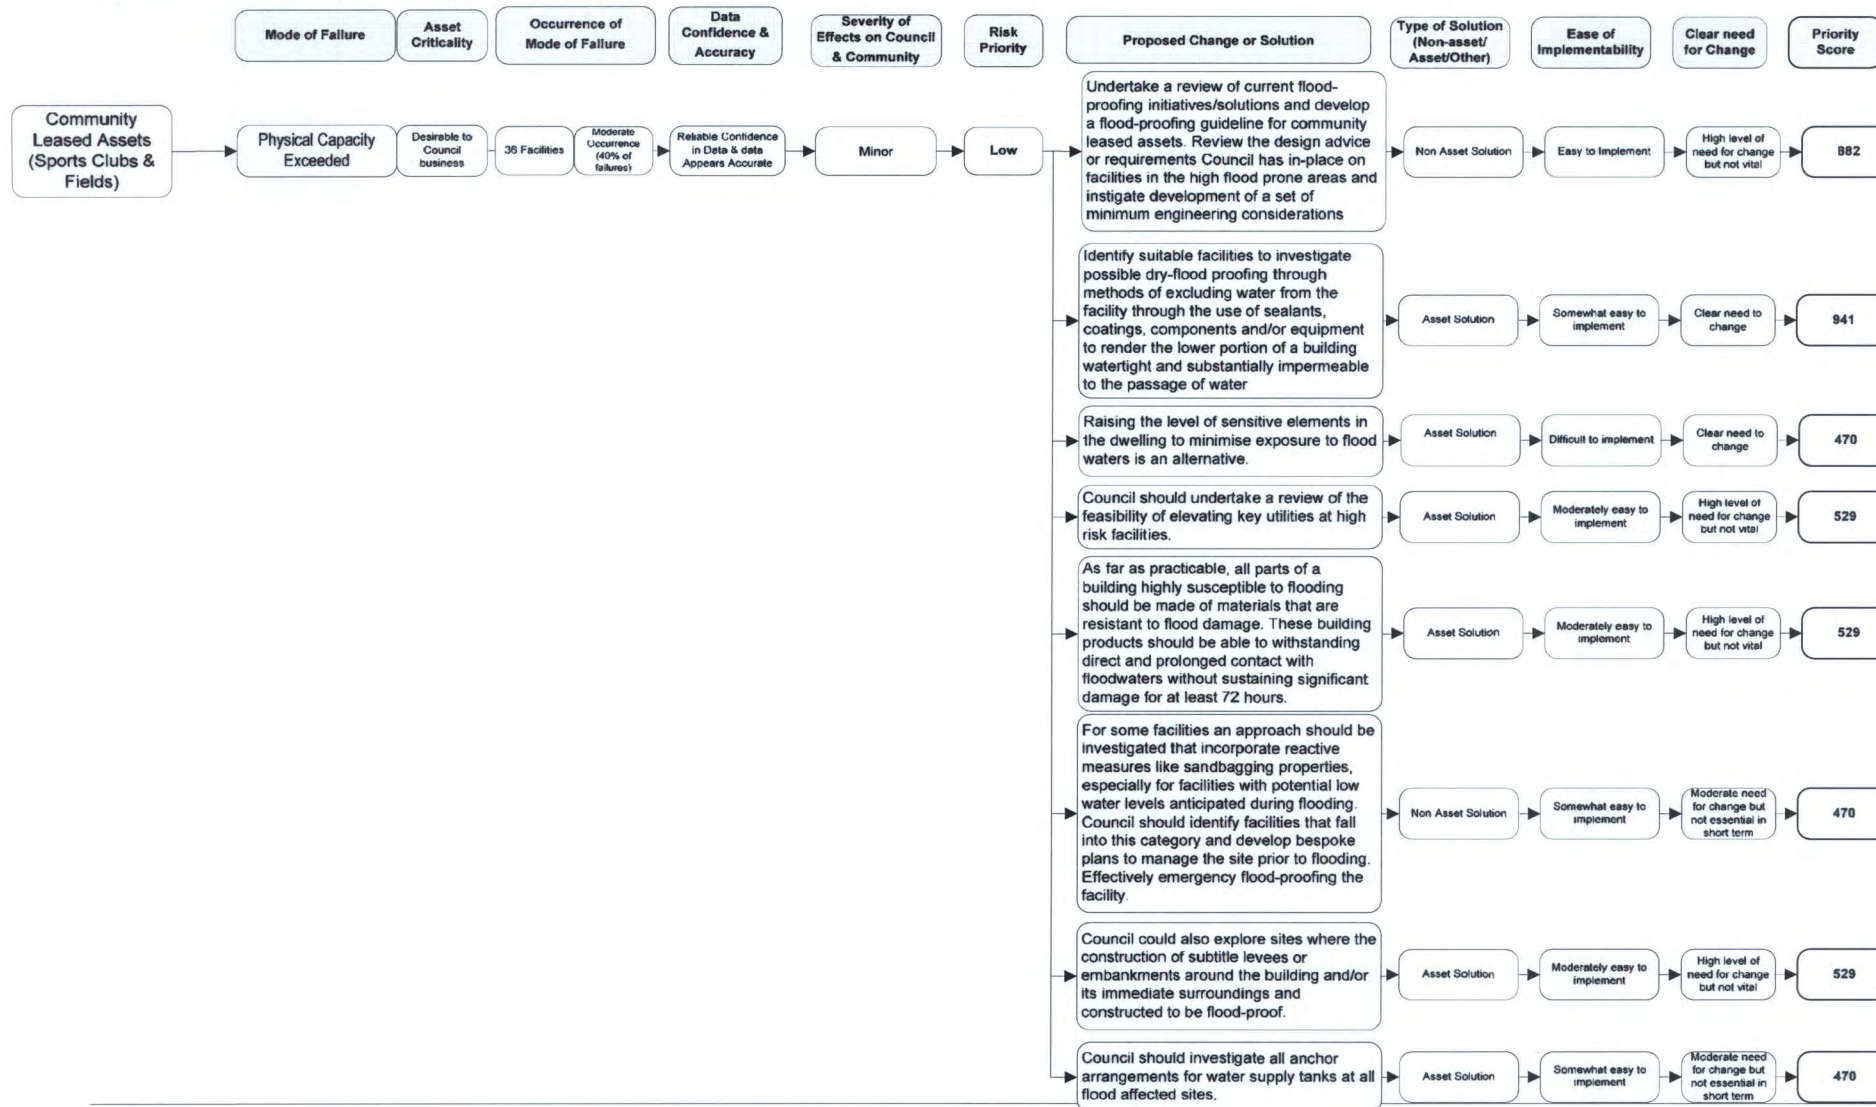 Mode of Failure
Asset
Criticality
Occurrence of
Mode of Failure
Data
Confidence &
Accuracy
Severity of
Effects on Council
& Community
Risk
Priority
Proposed Change or Solution
Type of Solution
(Non-asset/
Asset/Other)
Ease of
Implementability
Clear need
for Change
Priority
Score
Community
Leased Assets
(Sports Clubs &
Fields)
Physical Capacity
Exceeded
Desirable to
Council
business
36 Facilities
Moderate
Occurrence
(40% of
failures)
Reliable Confidence
in Data & data
Appears Accurate
Minor
Low
Undertake a review of current flood-
proofing initiatives/solutions and develop
a flood-proofing guideline for community
leased assets. Review the design advice
or requirements Council has in-place on
facilities in the high flood prone areas and
instigate development of a set of
minimum engineering considerations
Non Asset Solution
Easy to Implement
High level of
need for change
but not vital
882
Identify suitable facilities to investigate
possible dry-flood proofing through
methods of excluding water from the
facility through the use of sealants,
coatings, components and/or equipment
to render the lower portion of a building
watertight and substantially impermeable
to the passage of water
Asset Solution
Somewhat easy to
implement
Clear need to
change
941
Raising the level of sensitive elements in
the dwelling to minimise exposure to flood
waters is an alternative.
Asset Solution
Difficult to implement
Clear need to
change
470
Council should undertake a review of the
feasibility of elevating key utilities at high
risk facilities.
Asset Solution
Moderately easy to
implement
High level of
need for change
but not vital
529
As far as practicable, all parts of a
building highly susceptible to flooding
should be made of materials that are
resistant to flood damage. These building
products should be able to withstanding
direct and prolonged contact with
floodwaters without sustaining significant
damage for at least 72 hours.
Asset Solution
Moderately easy to
implement
High level of
need for change
but not vital
529
For some facilities an approach should be
investigated that incorporate reactive
measures like sandbagging properties,
especially for facilities with potential low
water levels anticipated during flooding.
Council should identify facilities that fall
into this category and develop bespoke
plans to manage the site prior to flooding.
Effectively emergency flood-proofing the
facility.
Non Asset Solution
Somewhat easy to
implement
Moderate need
for change but
not essential in
short term
470
Council could also explore sites where the
construction of subtitle levees or
embankments around the building and/or
its immediate surroundings and
constructed to be flood-proof.
Asset Solution
Moderately easy to
implement
High level of
need for change
but not vital
529
Council should investigate all anchor
arrangements for water supply tanks at all
flood affected sites.
Asset Solution
Somewhat easy to
implement
Moderate need
for change but
not essential in
short term
470